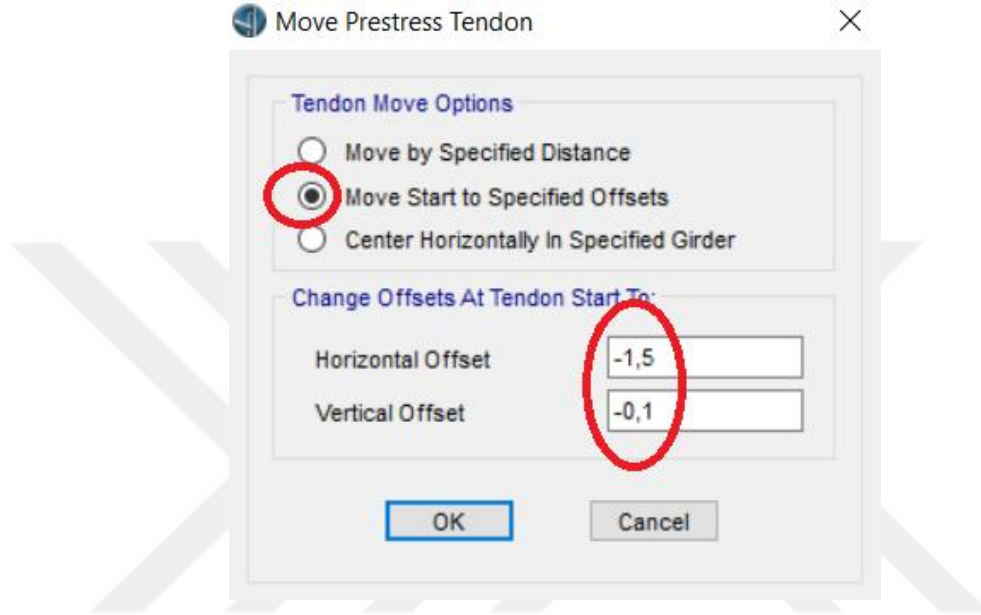 Move Prestress Tendon
Tendon Move Options
Move by Specified Distance
Move Start to Specified Offsets
Center Horizontally In Specified Girder
Change Offsets At Tendon Start To:
Horizontal Offset -1,5
Vertical Offset -0,1
OK Cancel